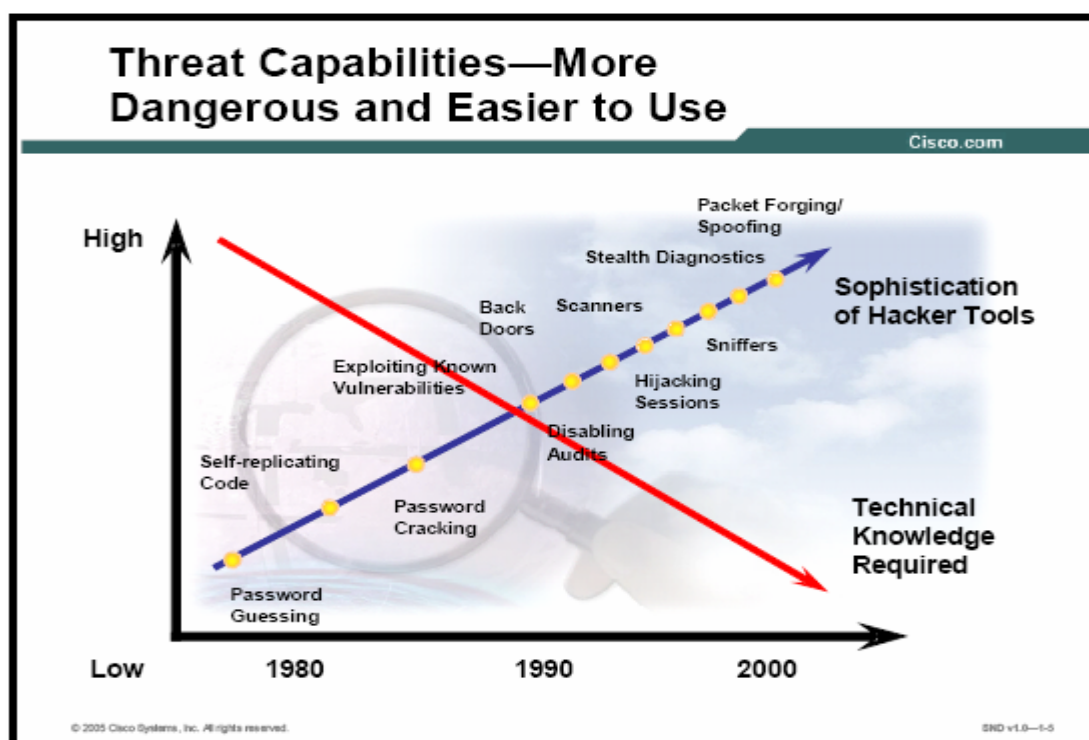 Threat Capabilities—More
Dangerous and Easier to Use
Cisco.com
Packet Forging/
Spoofing
High
Stealth Diagnostics
Back
Doors
Scanners
Sophistication
of Hacker Tools
Sniffers
Exploiting Known
Vulnerabilities
Hijacking
Sessions
Disabling
Audits
Self-replicating
Code
Password
Cracking
Technical
Knowledge
Required
Password
Guessing
Low
1980
1990
2000
© 2005 Cisco Systems, Inc. All rights reserved.
SND v1.0—1-5